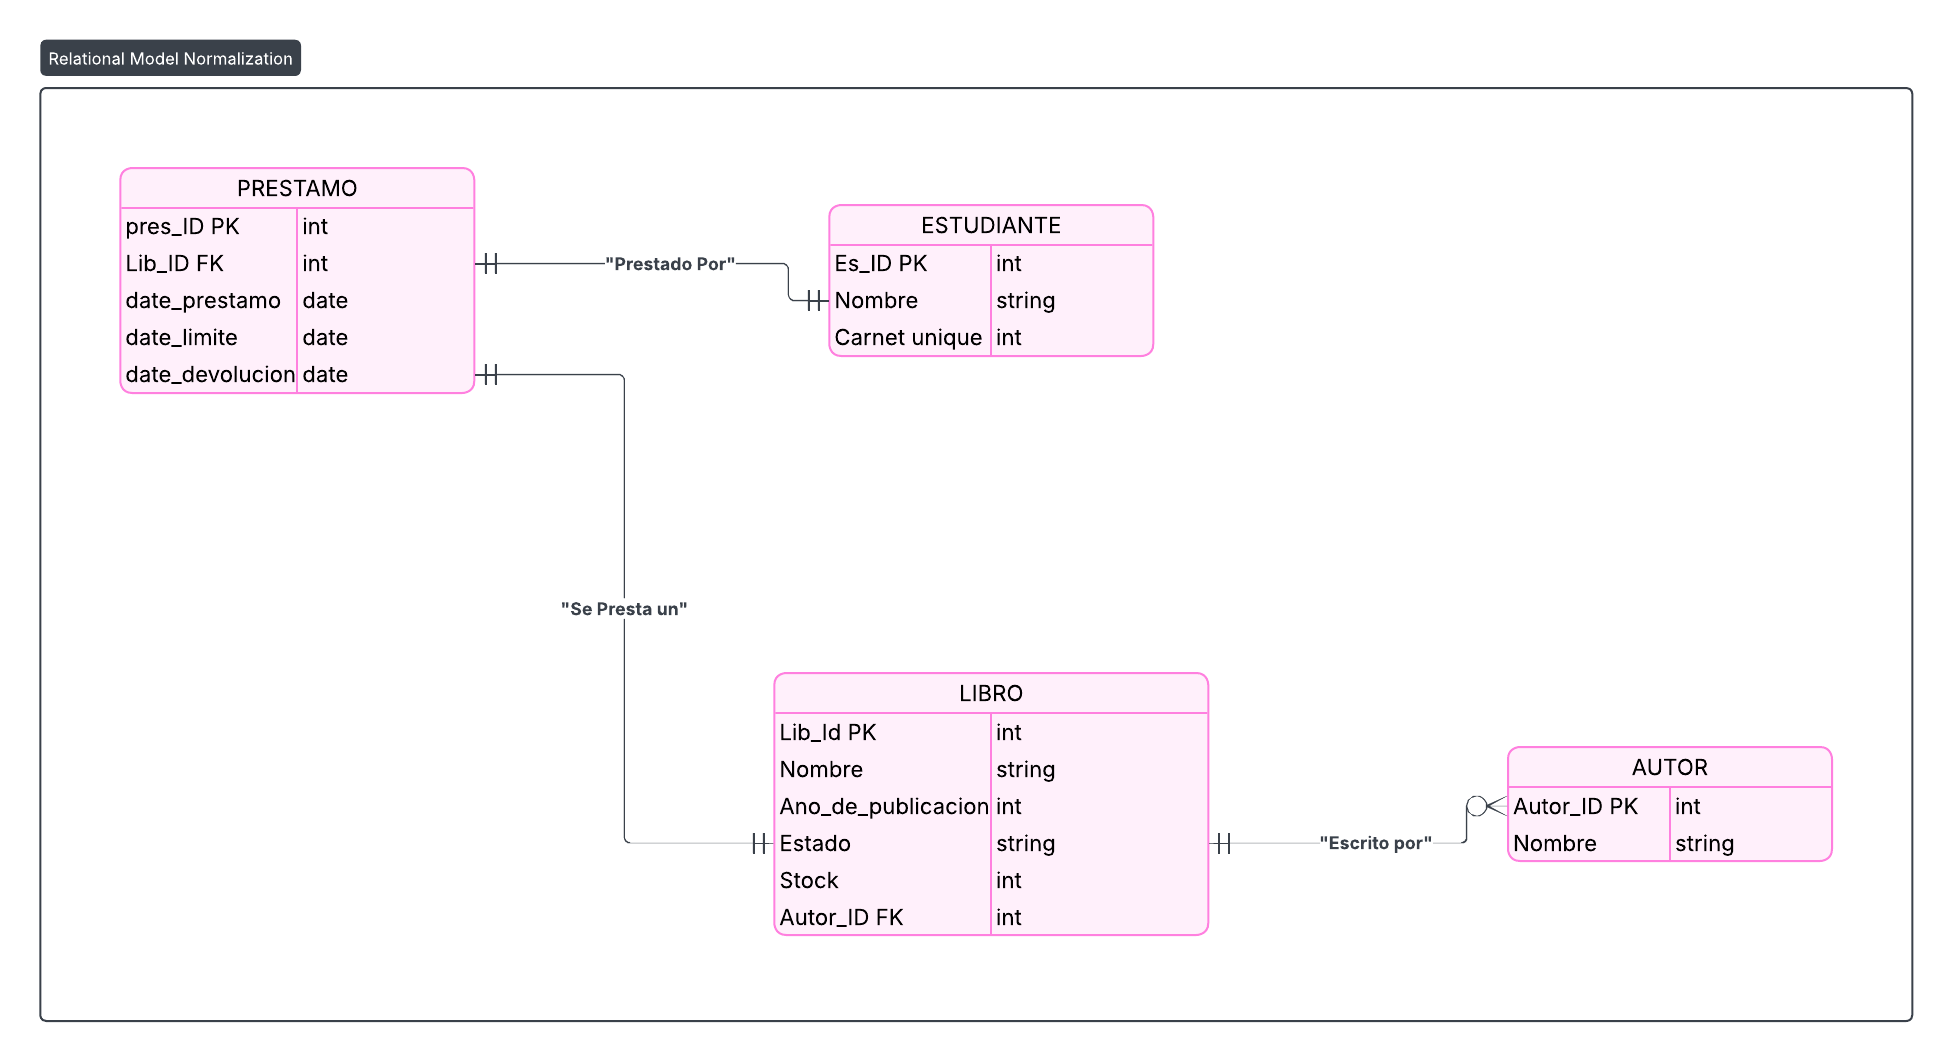 Relational Model Normalization
PRESTAMO
pres_ID PK int
Lib_ID FK int
date_prestamo date
date_limite date
date_devolucion date
"Prestado Por"
ESTUDIANTE
Es_ID PK int
Nombre string
Carnet unique int
"Se Presta un"
LIBRO
Lib_Id PK int
Nombre string
Ano_de_publicacion int
Estado string
Stock int
Autor_ID FK int
"Escrito por"
AUTOR
Autor_ID PK int
Nombre string